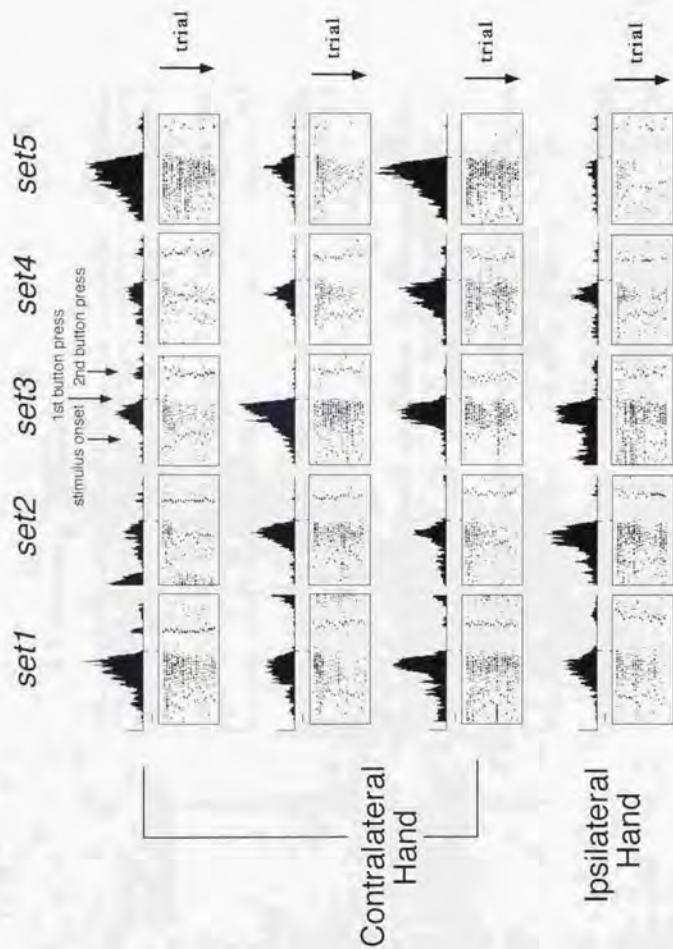 set1 set2 set3 set4 set5
1st button press
stimulus onset 2nd button press
trial
trial
Contralateral
Hand
trial
Ipsilateral
Hand
trial